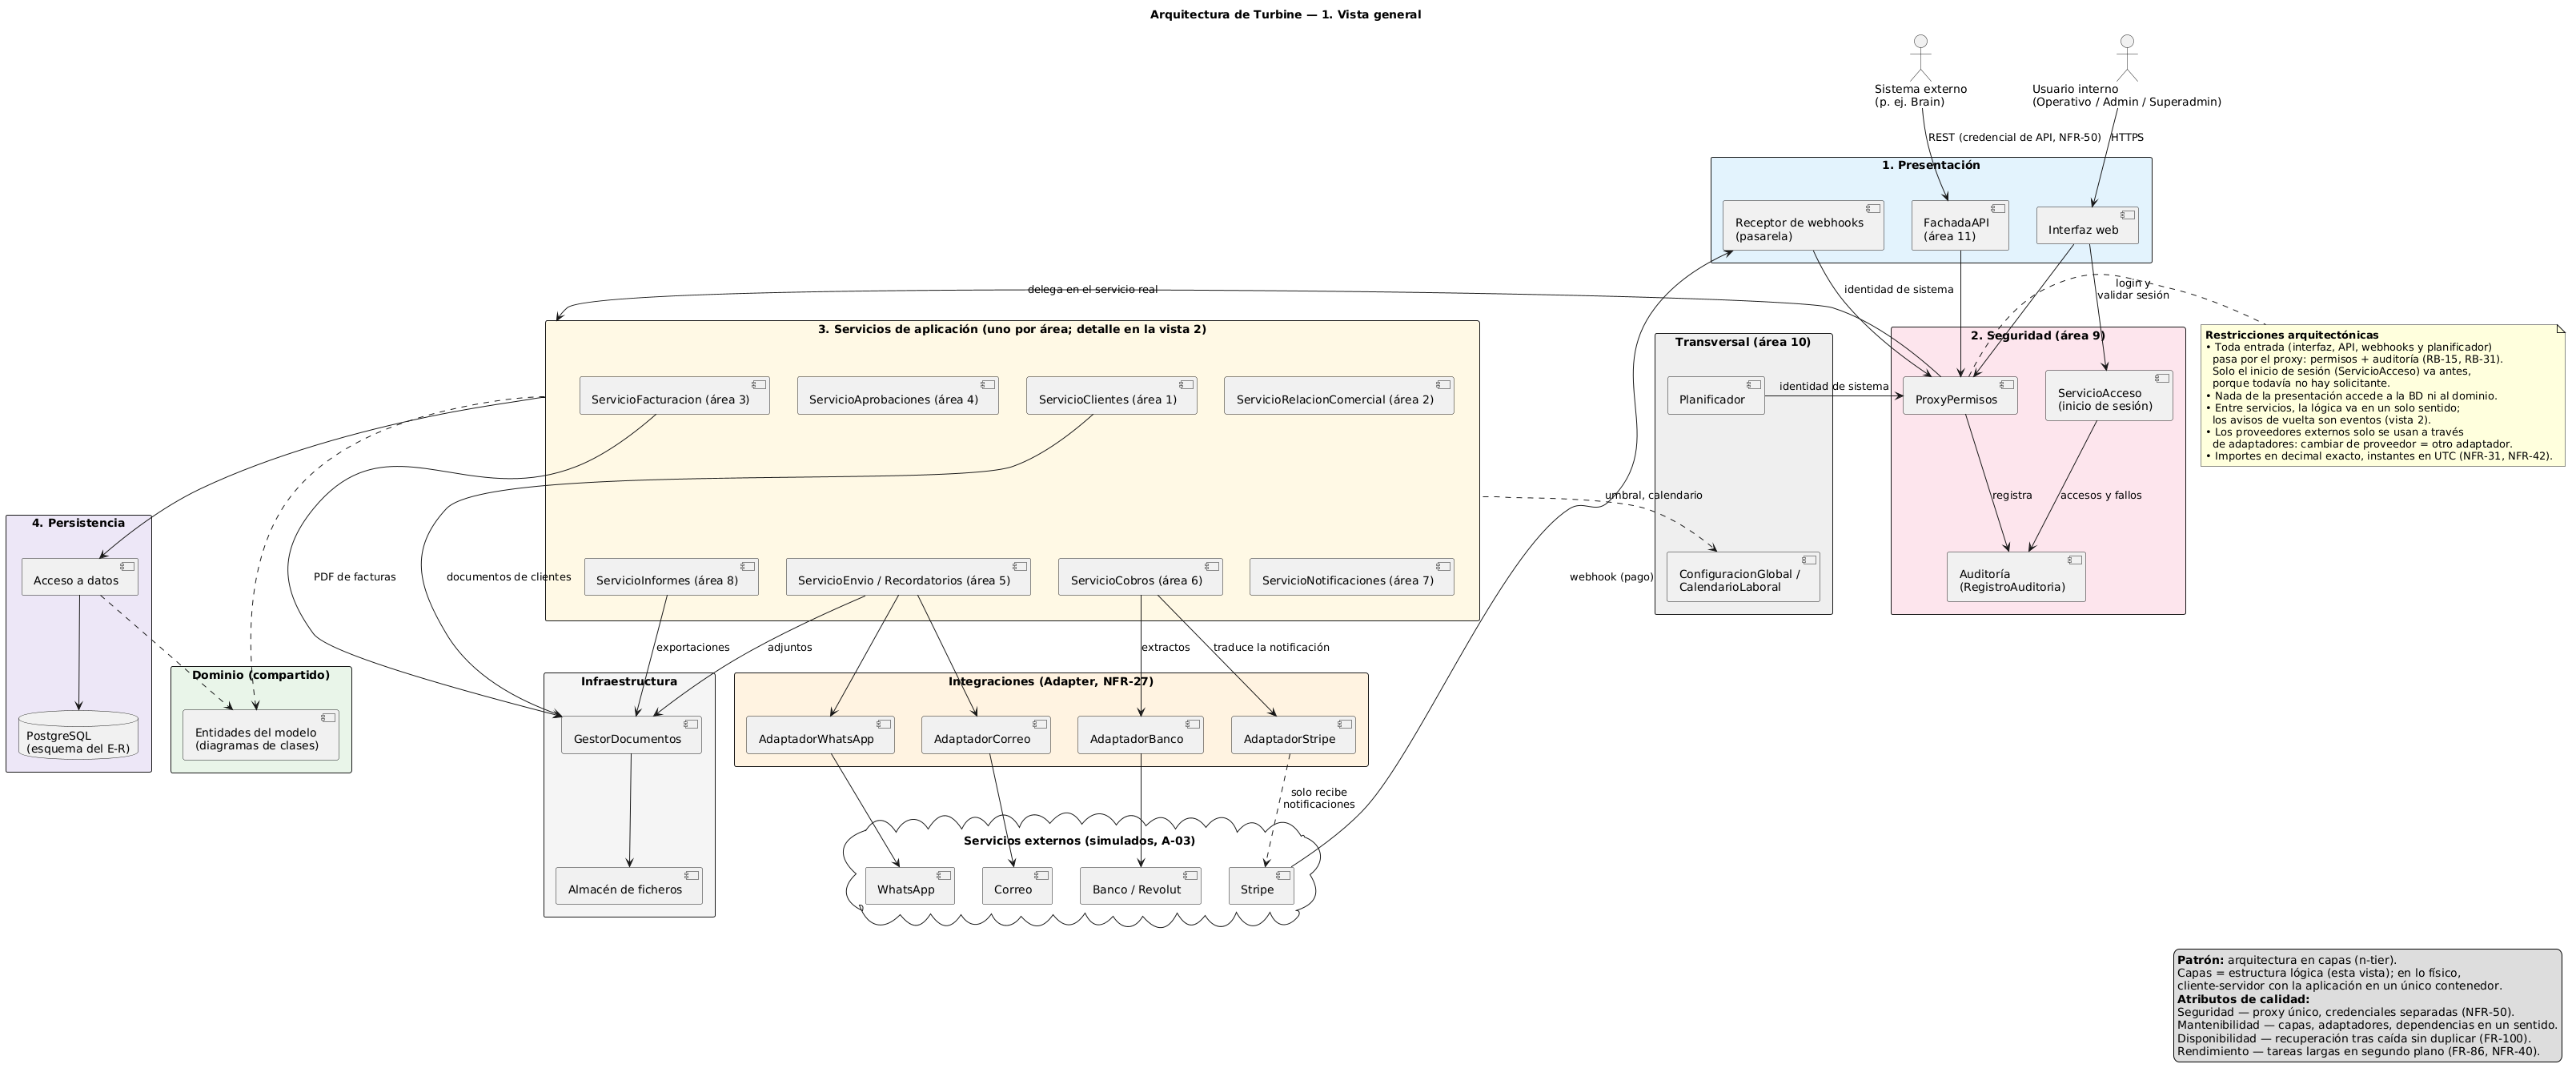 Arquitectura de Turbine — 1. Vista general
Sistema externo
(p. ej. Brain)
Usuario interno
(Operativo / Admin / Superadmin)
REST (credencial de API, NFR-50)
HTTPS
1. Presentación
Receptor de webhooks
(pasarela)
FachadaAPI
(área 11)
Interfaz web
delega en el servicio real
identidad de sistema
login y
validar sesión
3. Servicios de aplicación (uno por área; detalle en la vista 2)
ServicioFacturacion (área 3)
ServicioAprobaciones (área 4)
ServicioClientes (área 1)
ServicioRelacionComercial (área 2)
ServicioInformes (área 8)
ServicioEnvio / Recordatorios (área 5)
ServicioCobros (área 6)
ServicioNotificaciones (área 7)
Transversal (área 10)
Planificador
identidad de sistema
umbral, calendario
ConfiguracionGlobal /
CalendarioLaboral
2. Seguridad (área 9)
ProxyPermisos
ServicioAcceso
(inicio de sesión)
registra
accesos y fallos
Auditoría
(RegistroAuditoria)
Restricciones arquitectónicas
• Toda entrada (interfaz, API, webhooks y planificador)
pasa por el proxy: permisos + auditoría (RB-15, RB-31).
Solo el inicio de sesión (ServicioAcceso) va antes,
porque todavía no hay solicitante.
• Nada de la presentación accede a la BD ni al dominio.
• Entre servicios, la lógica va en un solo sentido;
los avisos de vuelta son eventos (vista 2).
• Los proveedores externos solo se usan a través
de adaptadores: cambiar de proveedor = otro adaptador.
• Importes en decimal exacto, instantes en UTC (NFR-31, NFR-42).
4. Persistencia
Acceso a datos
PostgreSQL
(esquema del E-R)
PDF de facturas
documentos de clientes
webhook (pago)
Dominio (compartido)
Entidades del modelo
(diagramas de clases)
exportaciones
adjuntos
extractos
traduce la notificación
Infraestructura
GestorDocumentos
Almacén de ficheros
Integraciones (Adapter, NFR-27)
AdaptadorWhatsApp
AdaptadorCorreo
AdaptadorBanco
AdaptadorStripe
solo recibe
notificaciones
Servicios externos (simulados, A-03)
WhatsApp
Correo
Banco / Revolut
Stripe
Patrón: arquitectura en capas (n-tier).
Capas = estructura lógica (esta vista); en lo físico,
cliente-servidor con la aplicación en un único contenedor.
Atributos de calidad:
Seguridad — proxy único, credenciales separadas (NFR-50).
Mantenibilidad — capas, adaptadores, dependencias en un sentido.
Disponibilidad — recuperación tras caída sin duplicar (FR-100).
Rendimiento — tareas largas en segundo plano (FR-86, NFR-40).